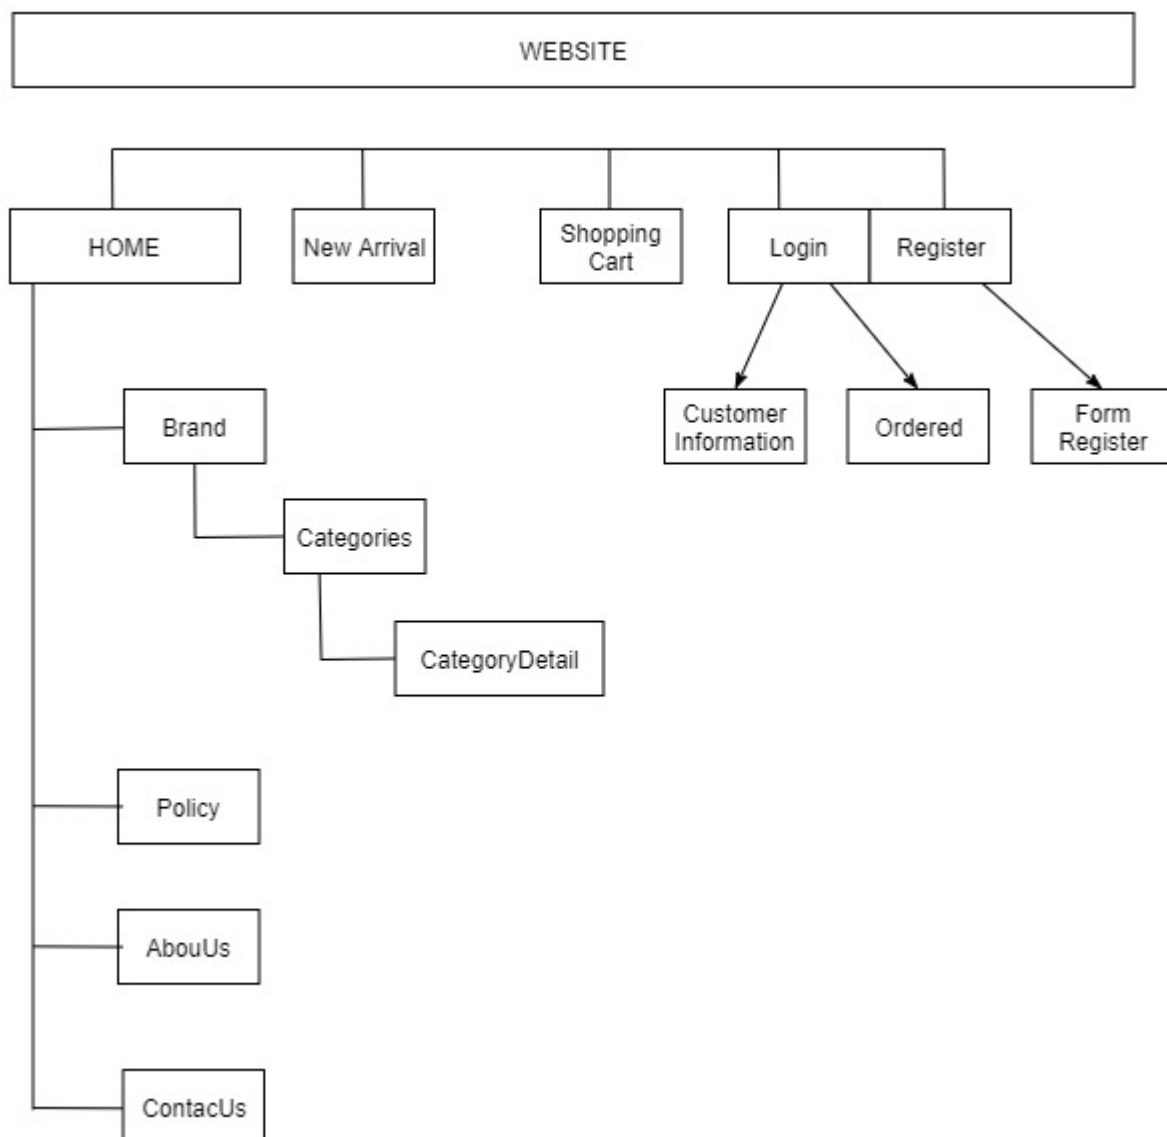 WEBSITE
HOME
New Arrival
Shopping
Cart
Login
Register
Customer
Information
Ordered
Form
Register
Brand
Categories
CategoryDetail
Policy
AbouUs
ContacUs